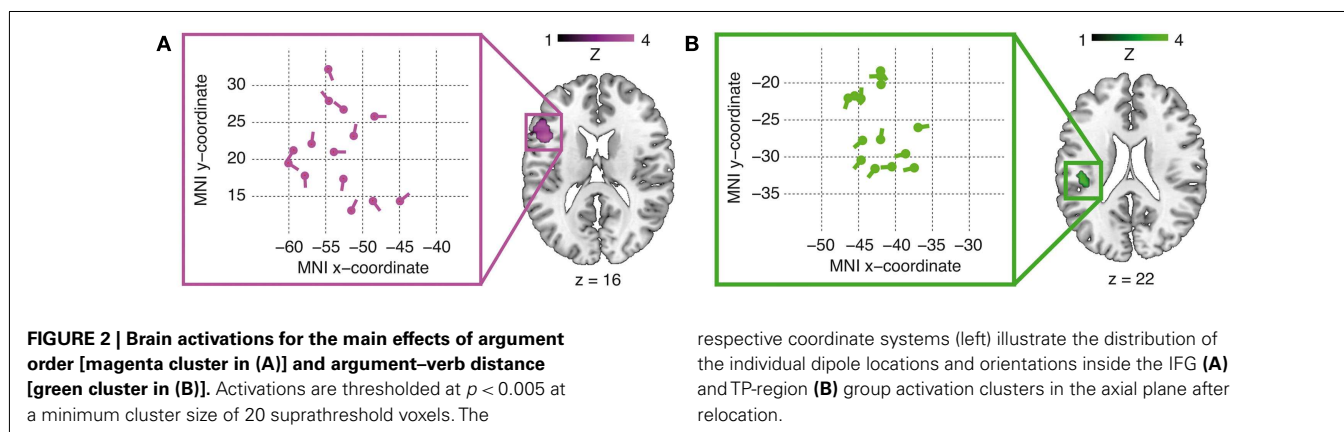 A
1 4
Z
MNI y−coordinate
30
25
20
15
−60 −55 −50 −45 −40
MNI x−coordinate
z = 16
B
1 4
Z
MNI y−coordinate
−20
−25
−30
−35
−50 −45 −40 −35 −30
MNI x−coordinate
z = 22
FIGURE 2 | Brain activations for the main effects of argument
order [magenta cluster in (A)] and argument–verb distance
[green cluster in (B)]. Activations are thresholded at p < 0.005 at
a minimum cluster size of 20 suprathreshold voxels. The
respective coordinate systems (left) illustrate the distribution of
the individual dipole locations and orientations inside the IFG (A)
and TP-region (B) group activation clusters in the axial plane after
relocation.